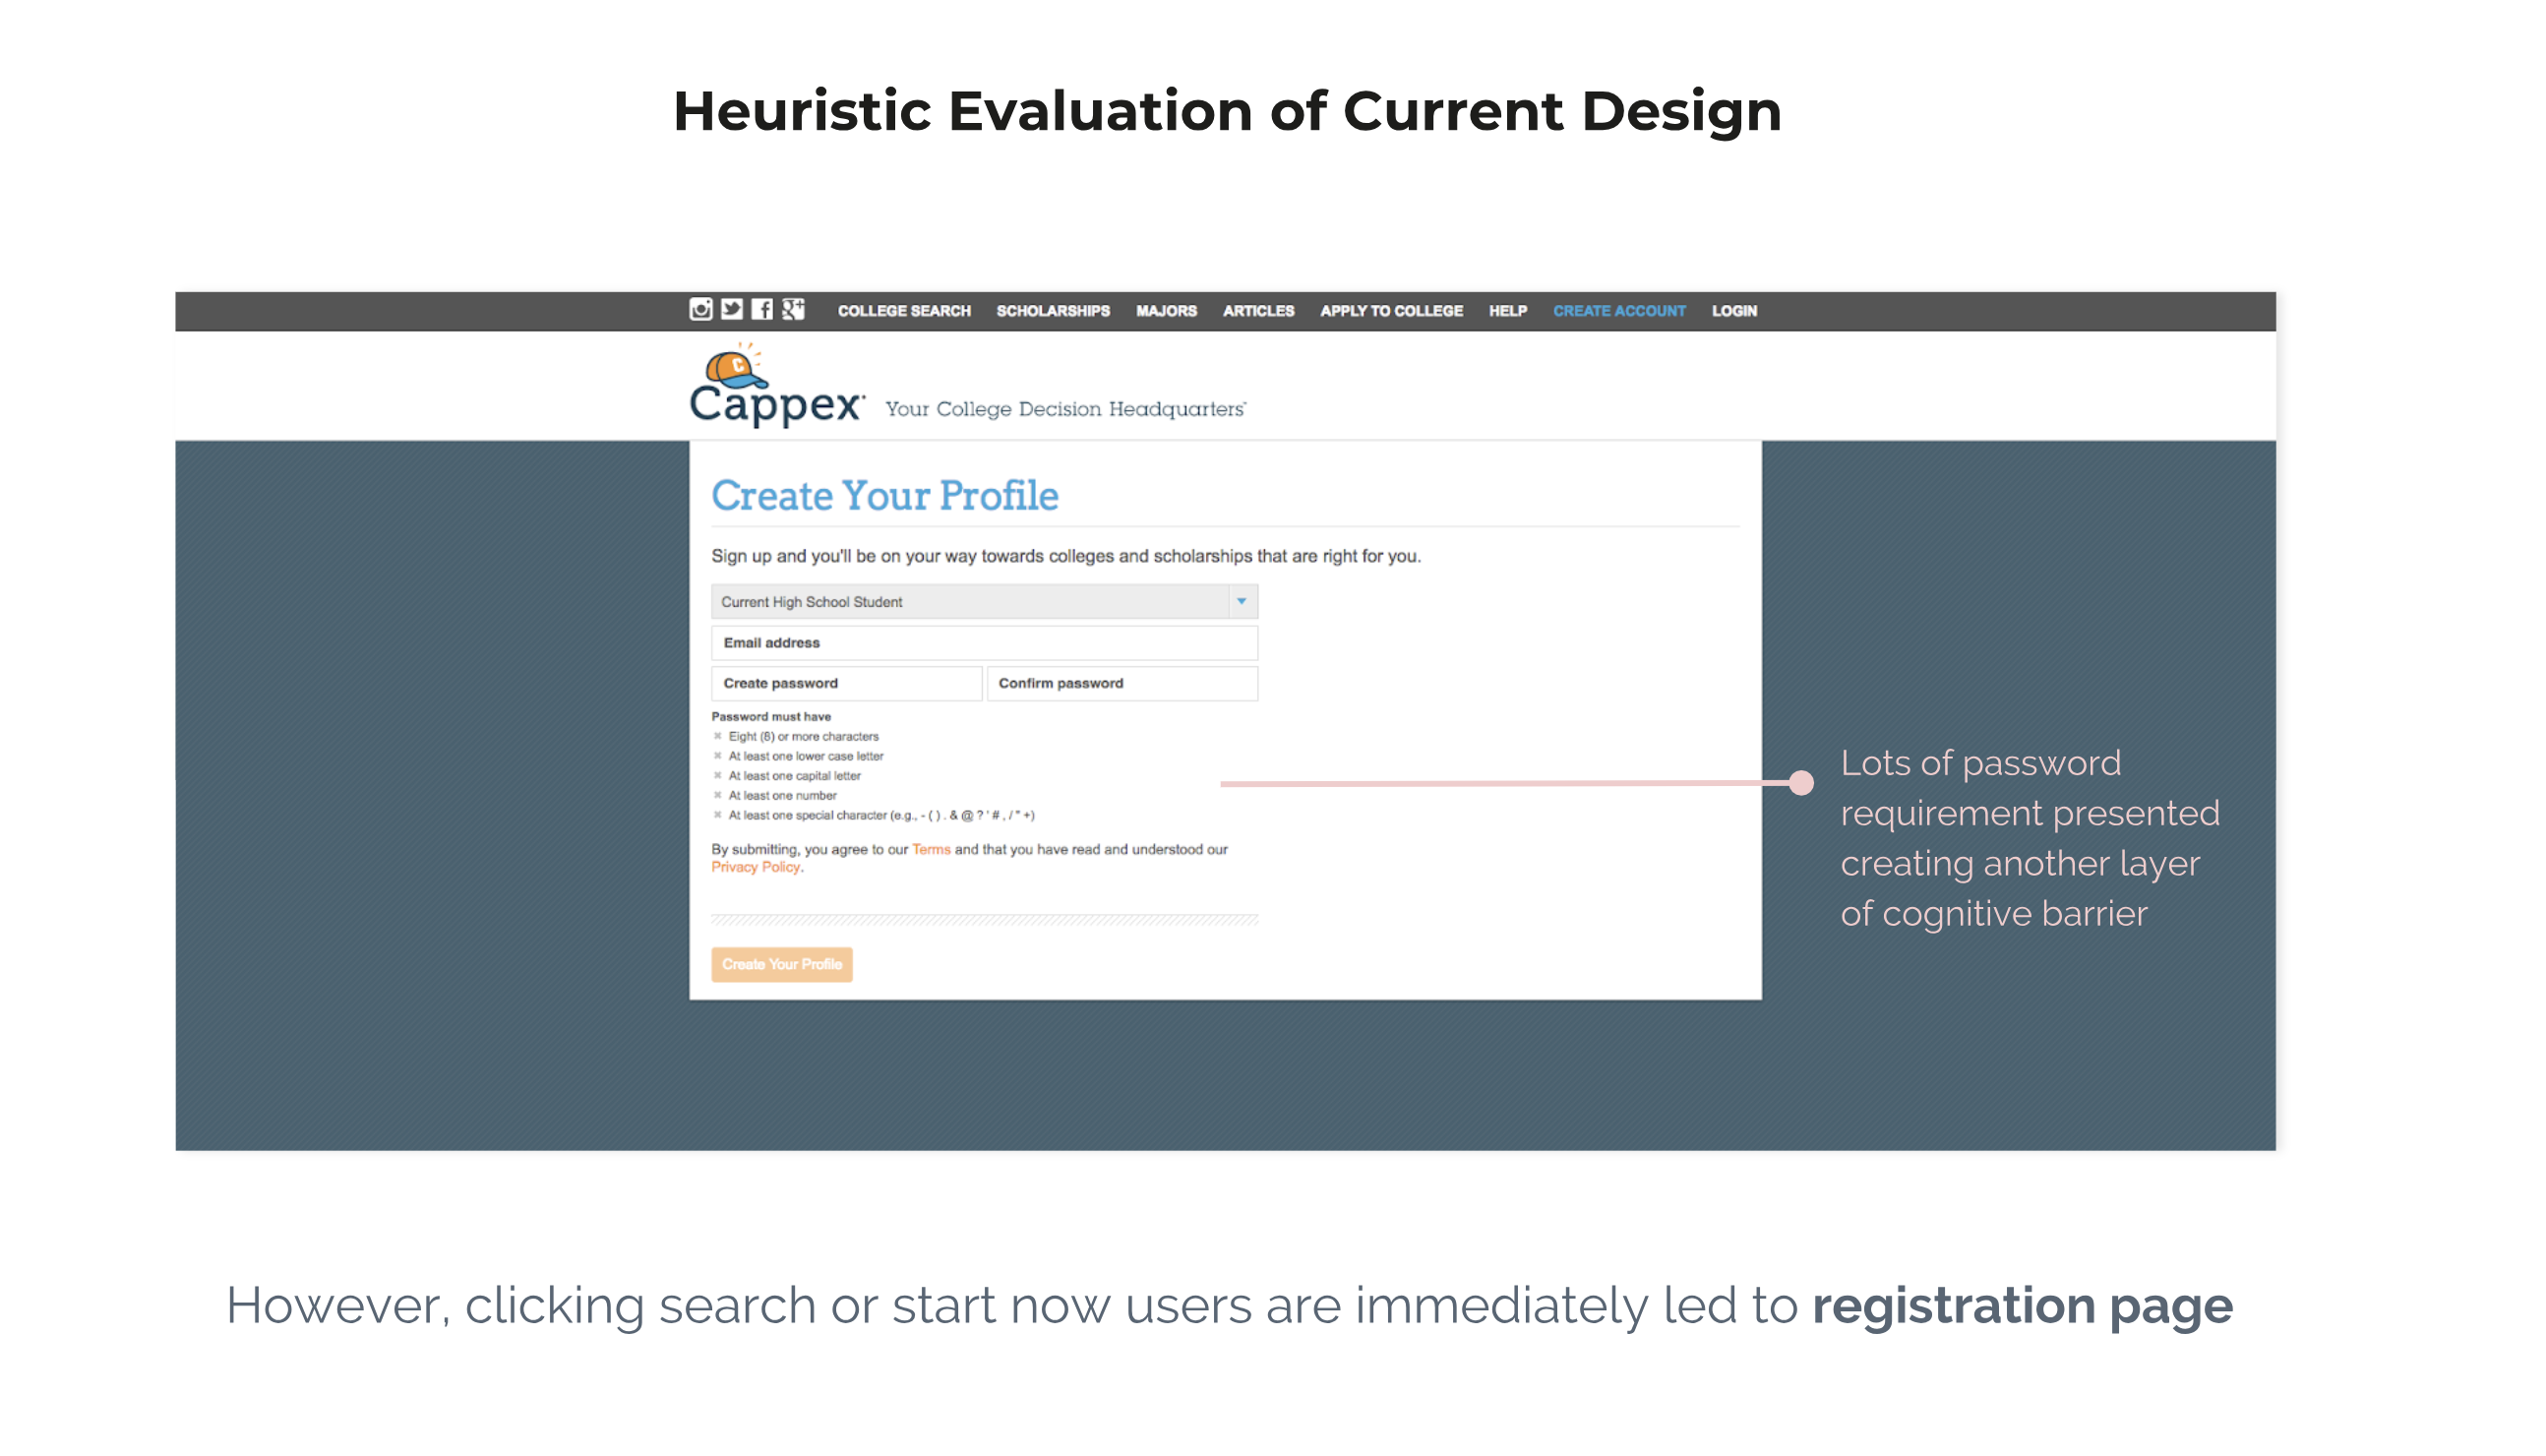 Heuristic Evaluation of Current Design
COLLEGE SEARCH SCHOLARSHIPS MAJORS ARTICLES APPLY TO COLLEGE HELP CREATE ACCOUNT LOGIN
C
Cappex Your College Decision Headquarters
Create Your Profile
Sign up and you'll be on your way towards colleges and scholarships that are right for you.
Current High School Student
Email address
Create password Confirm password
Password must have
Eight (8) or more characters
At least one lower case letter
At least one capital letter
At least one number
At least one special character (e.g., - ( ) . & @ ? ' # , / " +)
By submitting, you agree to our Terms and that you have read and understood our
Privacy Policy.
Create Your Profile
Lots of password
requirement presented
creating another layer
of cognitive barrier
However, clicking search or start now users are immediately led to registration page